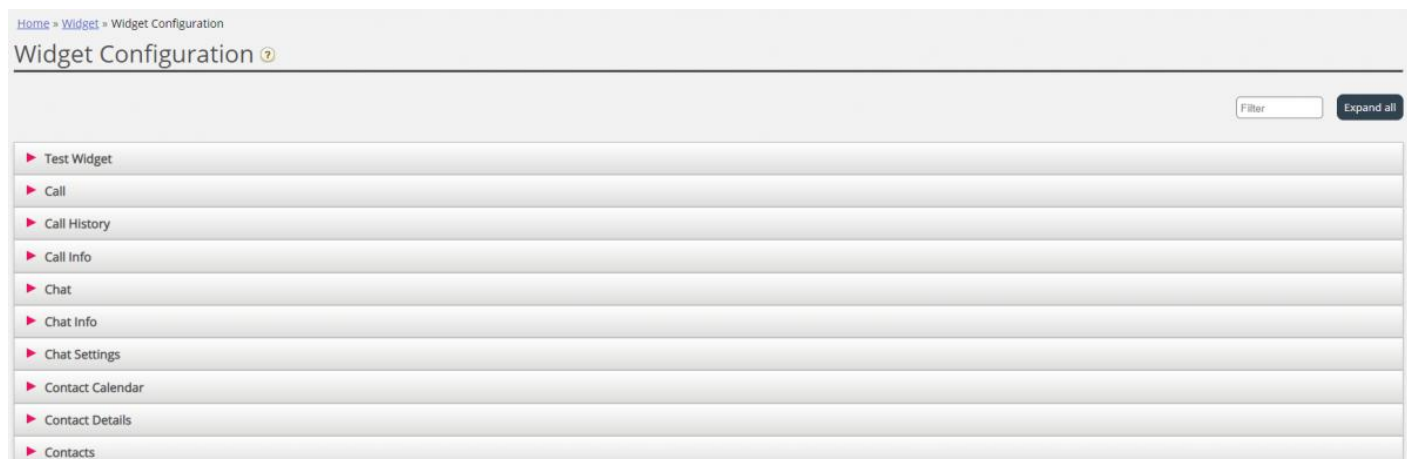 Home » Widget » Widget Configuration
Widget Configuration ?
Filter
Expand all
Test Widget
Call
Call History
Call Info
Chat
Chat Info
Chat Settings
Contact Calendar
Contact Details
Contacts